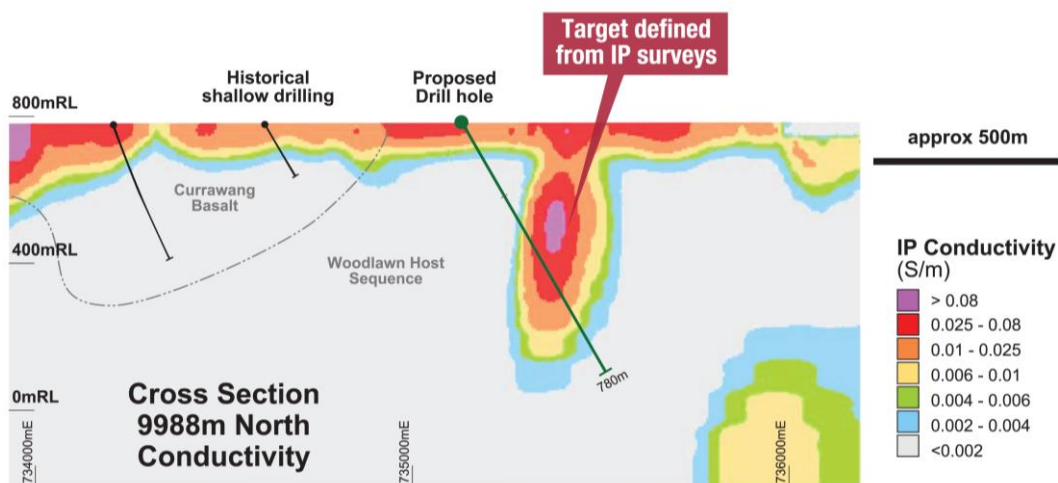 Target defined
from IP surveys
Historical
shallow drilling
Proposed
Drill hole
800mRL
approx 500m
Currawang
Basalt
400mRL
Woodlawn Host
Sequence
IP Conductivity
(S/m)
> 0.08
0.025 - 0.08
0.01 - 0.025
0.006 - 0.01
0.004 - 0.006
0.002 - 0.004
<0.002
780m
0mRL
Cross Section
9988m North
Conductivity
734000mE
735000mE
736000mE